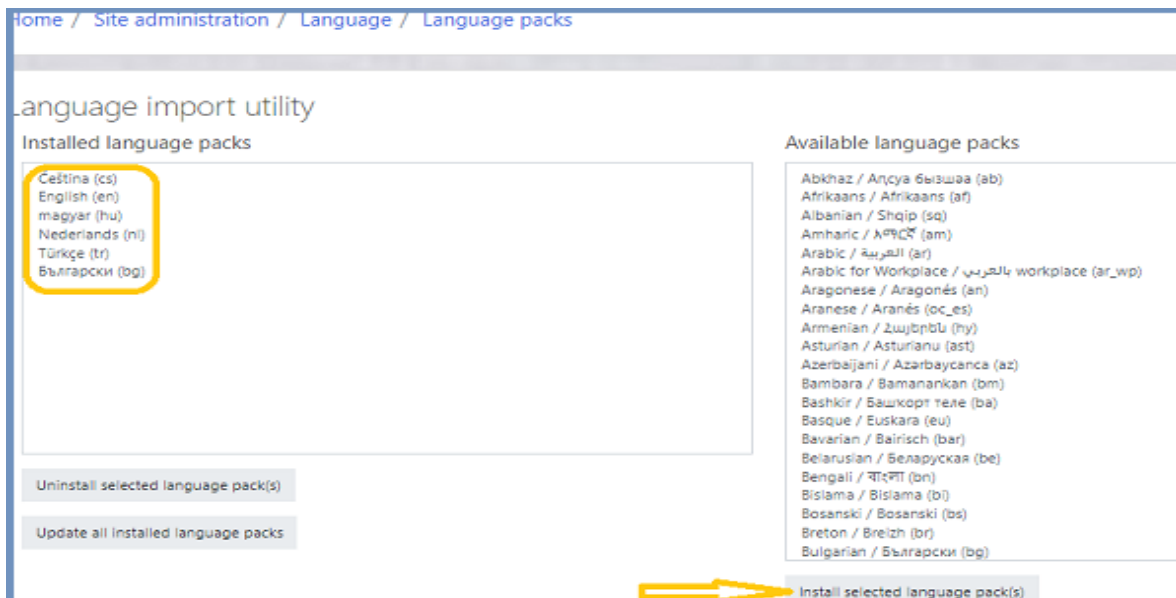 Home / Site administration / Language / Language packs
Language import utility
Installed language packs
Čeština (cs)
English (en)
magyar (hu)
Nederlands (nl)
Türkçe (tr)
Български (bg)
Uninstall selected language pack(s)
Update all installed language packs
Available language packs
Abkhaz / Аҧсуа бызшәа (ab)
Afrikaans / Afrikaans (af)
Albanian / Shqip (sq)
Amharic / አማርኛ (am)
Arabic / العربية (ar)
Arabic for Workplace / بالعربي workplace (ar_wp)
Aragonese / Aragonés (an)
Aranese / Aranés (oc_es)
Armenian / Հայերեն (hy)
Asturian / Asturianu (ast)
Azerbaijani / Azərbaycanca (az)
Bambara / Bamanankan (bm)
Bashkir / Башҡорт теле (ba)
Basque / Euskara (eu)
Bavarian / Bairisch (bar)
Belarusian / Беларуская (be)
Bengali / বাংলা (bn)
Bislama / Bislama (bi)
Bosanski / Bosanski (bs)
Breton / Breizh (br)
Bulgarian / Български (bg)
Install selected language pack(s)